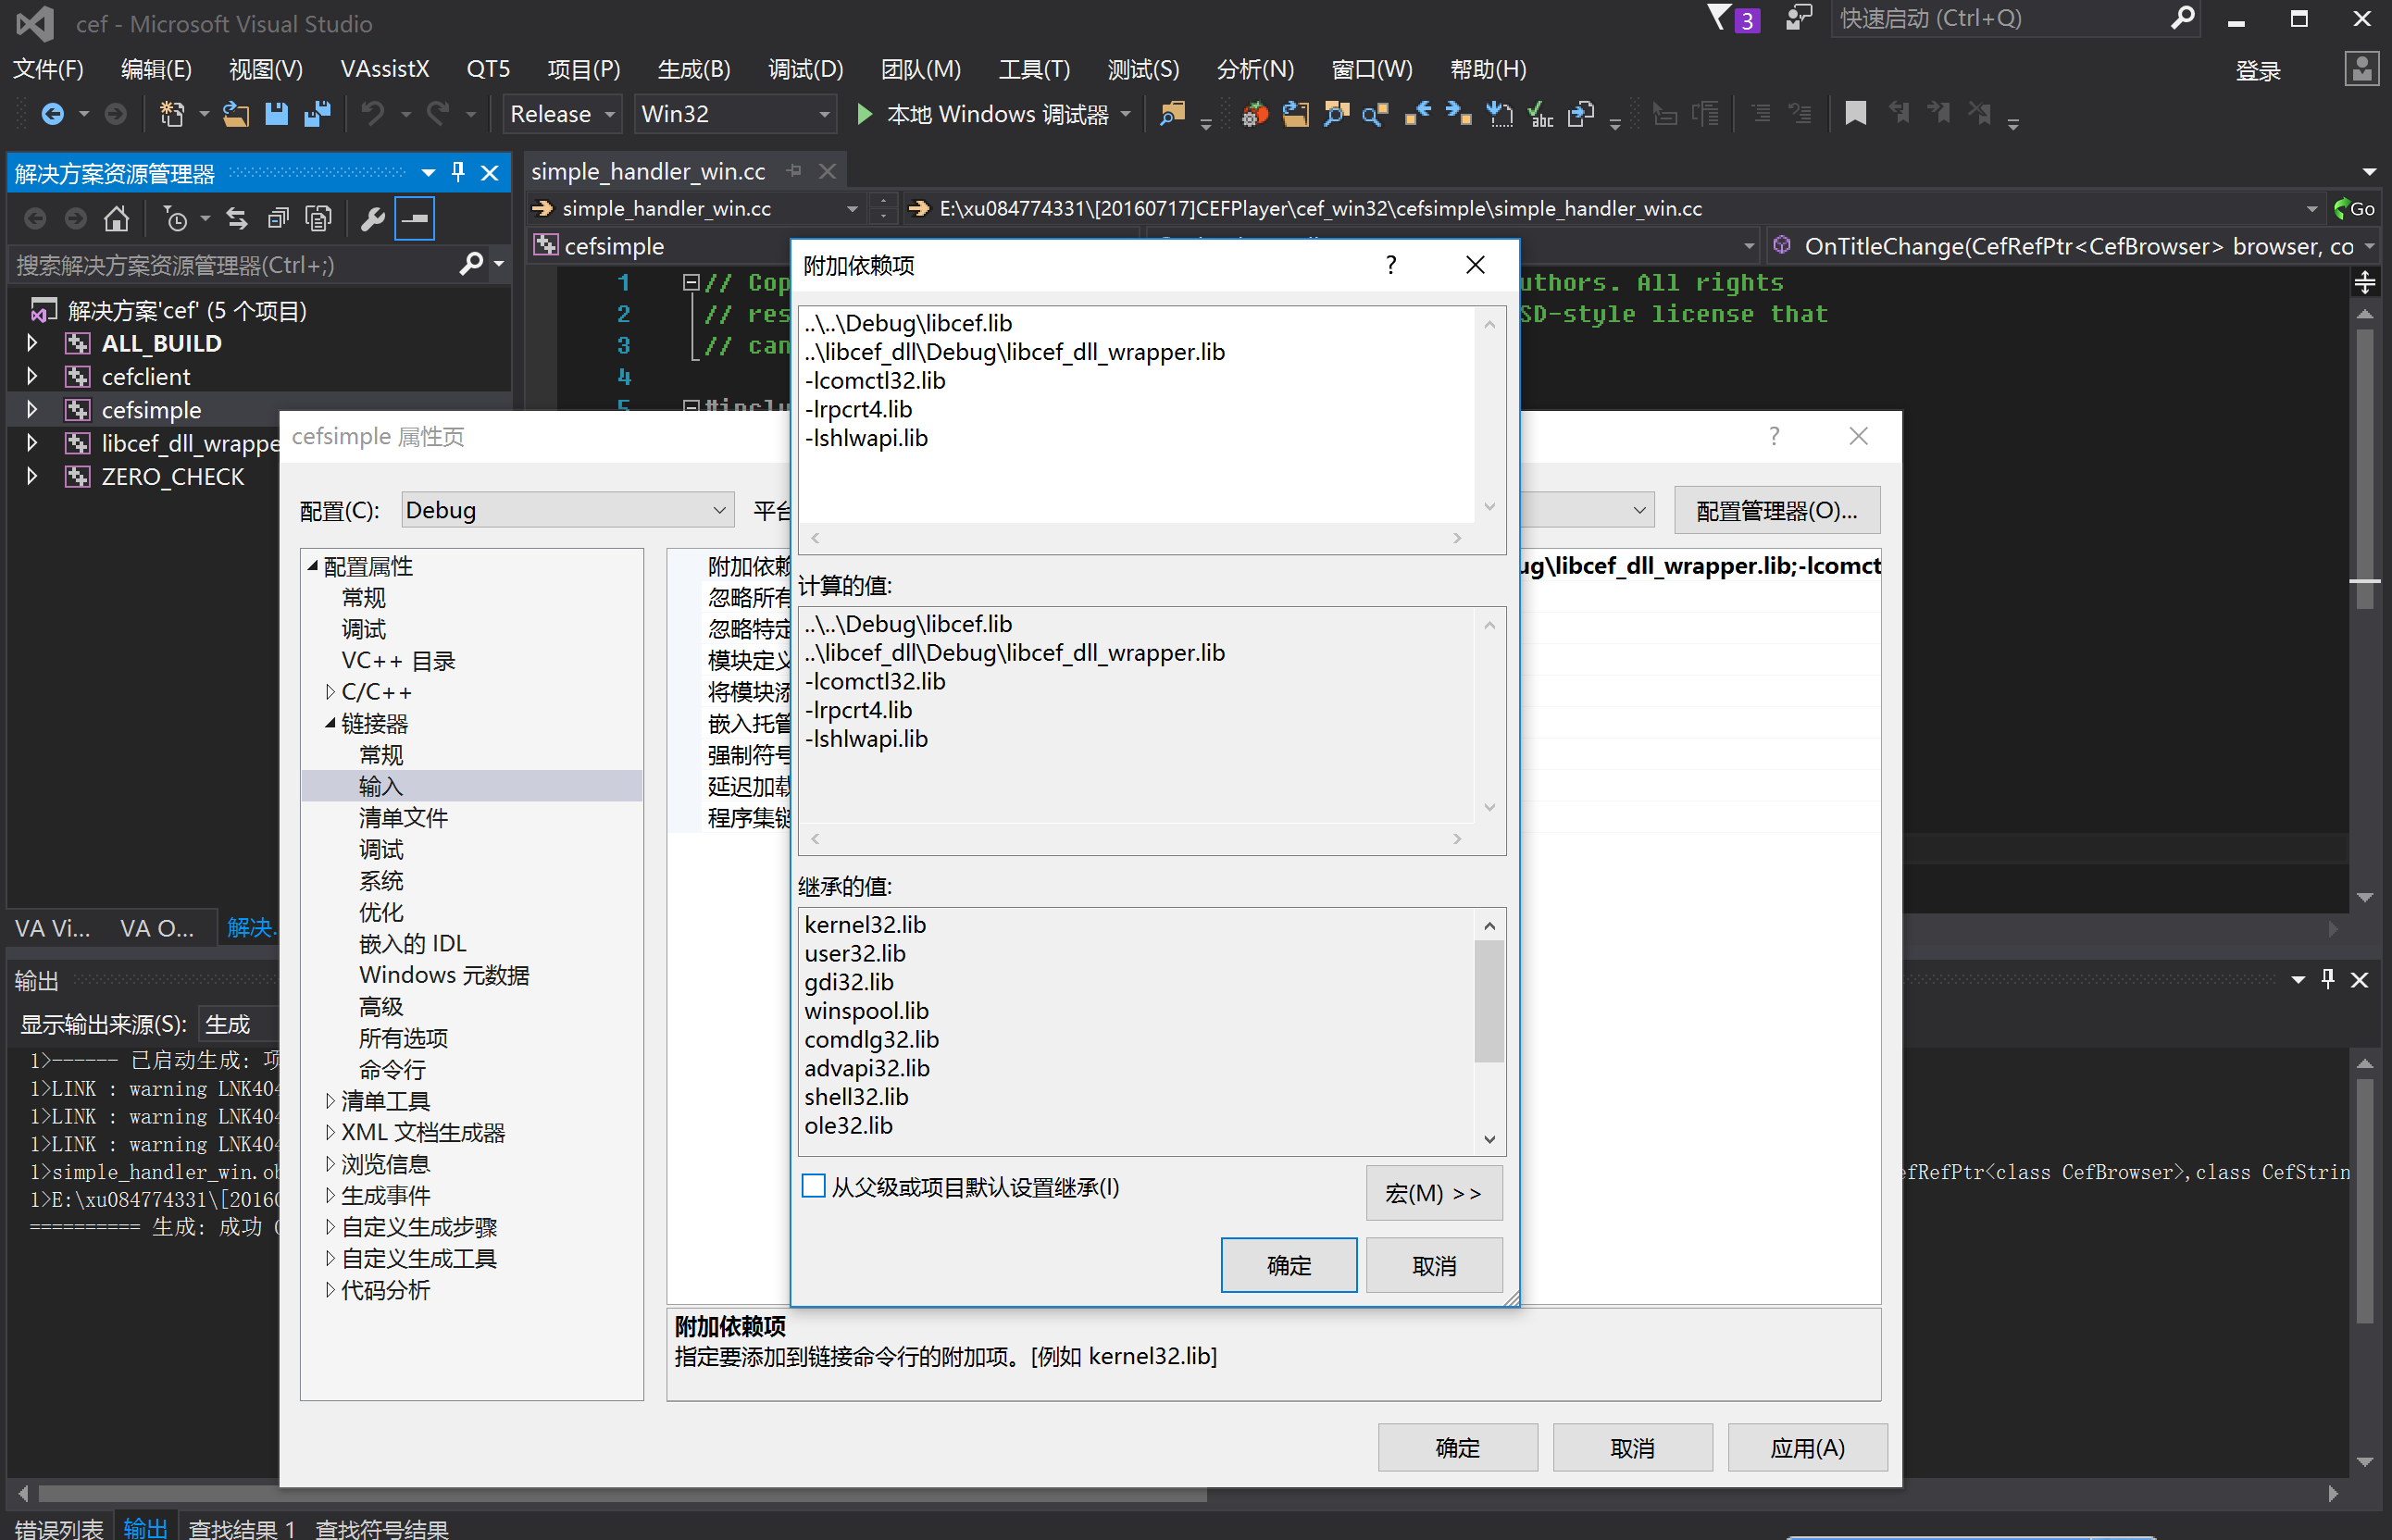 cef - Microsoft Visual Studio
3
快速启动 (Ctrl+Q)
文件(F) 编辑(E) 视图(V) VAssistX QT5 项目(P) 生成(B) 调试(D) 团队(M) 工具(T) 测试(S) 分析(N) 窗口(W) 帮助(H) 登录
Release Win32 本地 Windows 调试器
解决方案资源管理器
搜索解决方案资源管理器(Ctrl+;)
解决方案'cef' (5 个项目)
ALL_BUILD
cefclient
cefsimple
libcef_dll_wrappe
ZERO_CHECK
VA Vi... VA O... 解决.
simple_handler_win.cc
simple_handler_win.cc E:\xu084774331\[20160717]CEFPlayer\cef_win32\cefsimple\simple_handler_win.cc Go
cefsimple OnTitleChange(CefRefPtr<CefBrowser> browser, co
1 // Cop uthors. All rights
2 // res SD-style license that
3 // can
4
5 #inclu
cefsimple 属性页
?
配置(C): Debug 平台 配置管理器(O)...
配置属性
常规
调试
VC++ 目录
C/C++
链接器
常规
输入
清单文件
调试
系统
优化
嵌入的 IDL
Windows 元数据
高级
所有选项
命令行
清单工具
XML 文档生成器
浏览信息
生成事件
自定义生成步骤
自定义生成工具
代码分析
附加依赖 ug\libcef_dll_wrapper.lib;-lcomct
忽略所有
忽略特定
模块定义
将模块添
嵌入托管
强制符号
延迟加载
程序集链
附加依赖项
指定要添加到链接命令行的附加项。[例如 kernel32.lib]
确定 取消 应用(A)
附加依赖项
?
..\..\Debug\libcef.lib
..\libcef_dll\Debug\libcef_dll_wrapper.lib
-lcomctl32.lib
-lrpcrt4.lib
-lshlwapi.lib
计算的值:
..\..\Debug\libcef.lib
..\libcef_dll\Debug\libcef_dll_wrapper.lib
-lcomctl32.lib
-lrpcrt4.lib
-lshlwapi.lib
继承的值:
kernel32.lib
user32.lib
gdi32.lib
winspool.lib
comdlg32.lib
advapi32.lib
shell32.lib
ole32.lib
从父级或项目默认设置继承(I)
宏(M) >>
确定 取消
输出
显示输出来源(S): 生成
1>------ 已启动生成: 项
1>LINK : warning LNK404
1>LINK : warning LNK404
1>LINK : warning LNK404
1>simple_handler_win.ob efRefPtr<class CefBrowser>,class CefStrin
1>E:\xu084774331\[20160
========== 生成: 成功
错误列表 输出 查找结果 1 查找符号结果